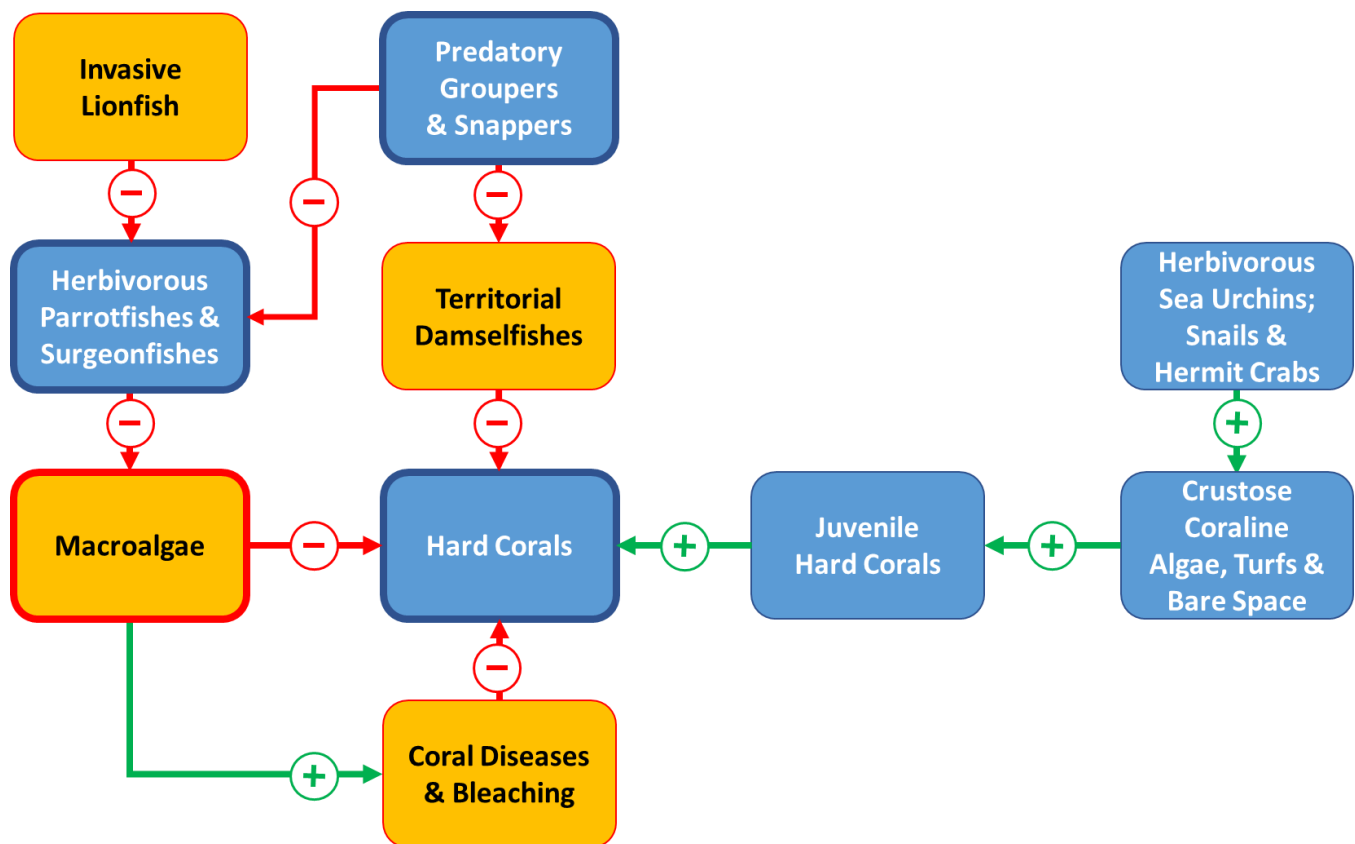 Invasive
Lionfish
Predatory
Groupers
& Snappers
−
−
−
Herbivorous
Parrotfishes &
Surgeonfishes
Territorial
Damselfishes
Herbivorous
Sea Urchins;
Snails &
Hermit Crabs
−
−
+
Macroalgae
−
Hard Corals
+
Juvenile
Hard Corals
+
Crustose
Coraline
Algae, Turfs &
Bare Space
−
+
Coral Diseases
& Bleaching